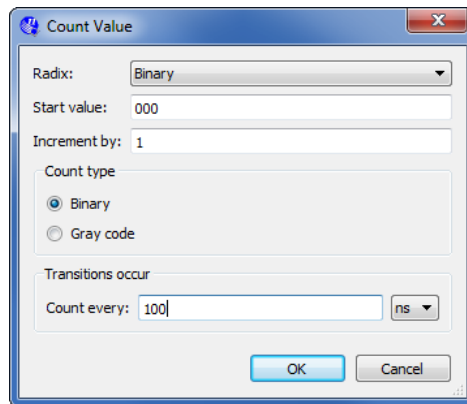 Count Value
Radix: Binary
Start value: 000
Increment by: 1
Count type
Binary
Gray code
Transitions occur
Count every: 100 ns
OK Cancel